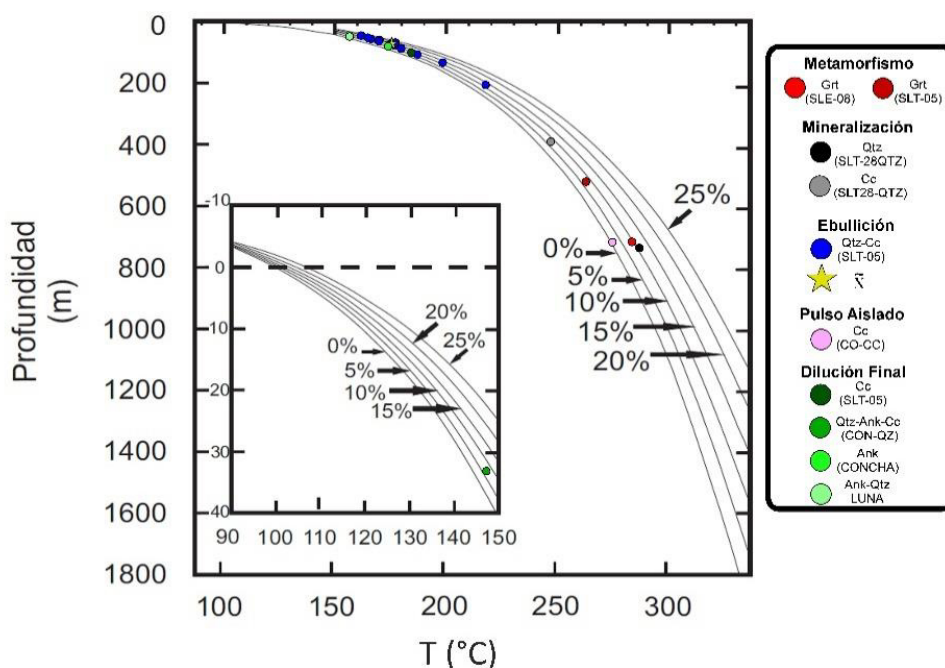 0
200
400
600
800
1000
1200
1400
1600
1800
Profundidad
(m)
100
150
200
250
300
T (°C)
25%
0%
5%
10%
15%
20%
-10
0
10
20
-30
-40
90
100
110
120
130
140
150
20%
25%
0%
5%
10%
15%
Metamorfismo
Grt
(SLE-08)
Grt
(SLT-05)
Mineralización
Qtz
(SLT-28QTZ)
Cc
(SLT28-QTZ)
Ebullición
Qtz-Cc
(SLT-05)
x̄
Pulso Aislado
Cc
(CO-CC)
Dilución Final
Cc
(SLT-05)
Qtz-Ank-Cc
(CON-QZ)
Ank
(CONCHA)
Ank-Qtz
LUNA